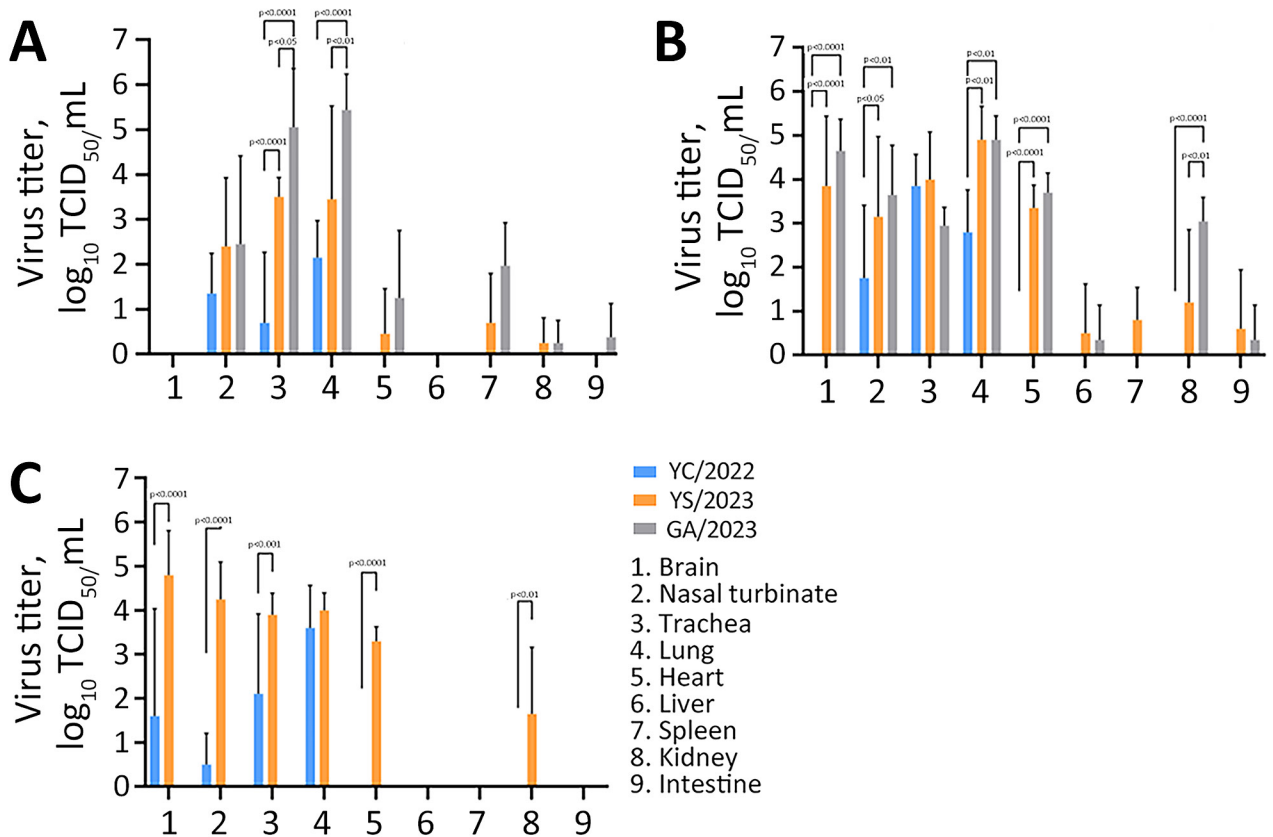 A
Virus titer,
log10 TCID50/mL
7
6
5
4
3
2
1
0
p<0.0001
p<0.0001
p<0.05
p<0.01
p<0.0001
1 2 3 4 5 6 7 8 9
B
Virus titer,
log10 TCID50/mL
7
6
5
4
3
2
1
0
p<0.0001
p<0.0001
p<0.01
p<0.05
p<0.01
p<0.01
p<0.0001
p<0.0001
p<0.0001
p<0.01
1 2 3 4 5 6 7 8 9
C
Virus titer,
log10 TCID50/mL
7
6
5
4
3
2
1
0
p<0.0001
p<0.0001
p<0.001
p<0.0001
p<0.01
1 2 3 4 5 6 7 8 9
YC/2022
YS/2023
GA/2023
1. Brain
2. Nasal turbinate
3. Trachea
4. Lung
5. Heart
6. Liver
7. Spleen
8. Kidney
9. Intestine